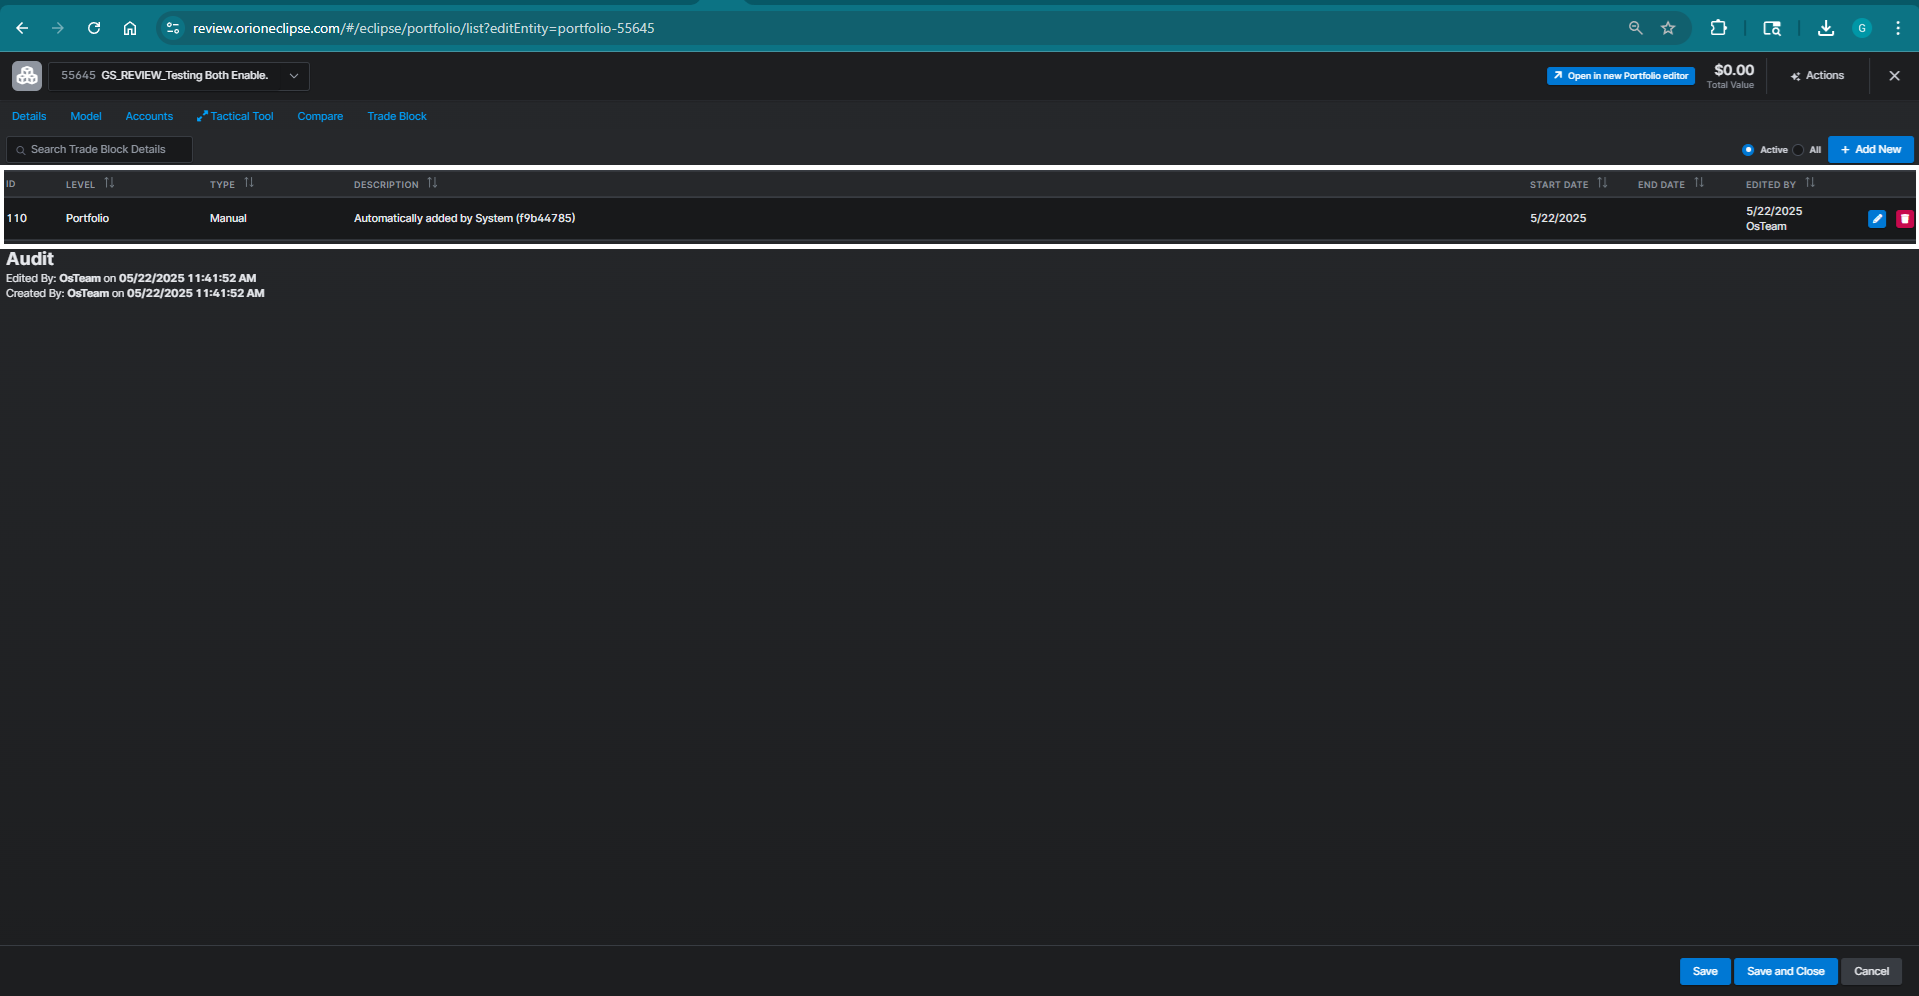 review.orioneclipse.com/#/eclipse/portfolio/list?editEntity=portfolio-55645
G
55645 GS_REVIEW_Testing Both Enable.
Open in new Portfolio editor
$0.00
Total Value
Actions
Details Model Accounts Tactical Tool Compare Trade Block
Search Trade Block Details
Active All + Add New
ID LEVEL TYPE DESCRIPTION START DATE END DATE EDITED BY
110 Portfolio Manual Automatically added by System (f9b44785) 5/22/2025 5/22/2025
OsTeam
Audit
Edited By: OsTeam on 05/22/2025 11:41:52 AM
Created By: OsTeam on 05/22/2025 11:41:52 AM
Save Save and Close Cancel